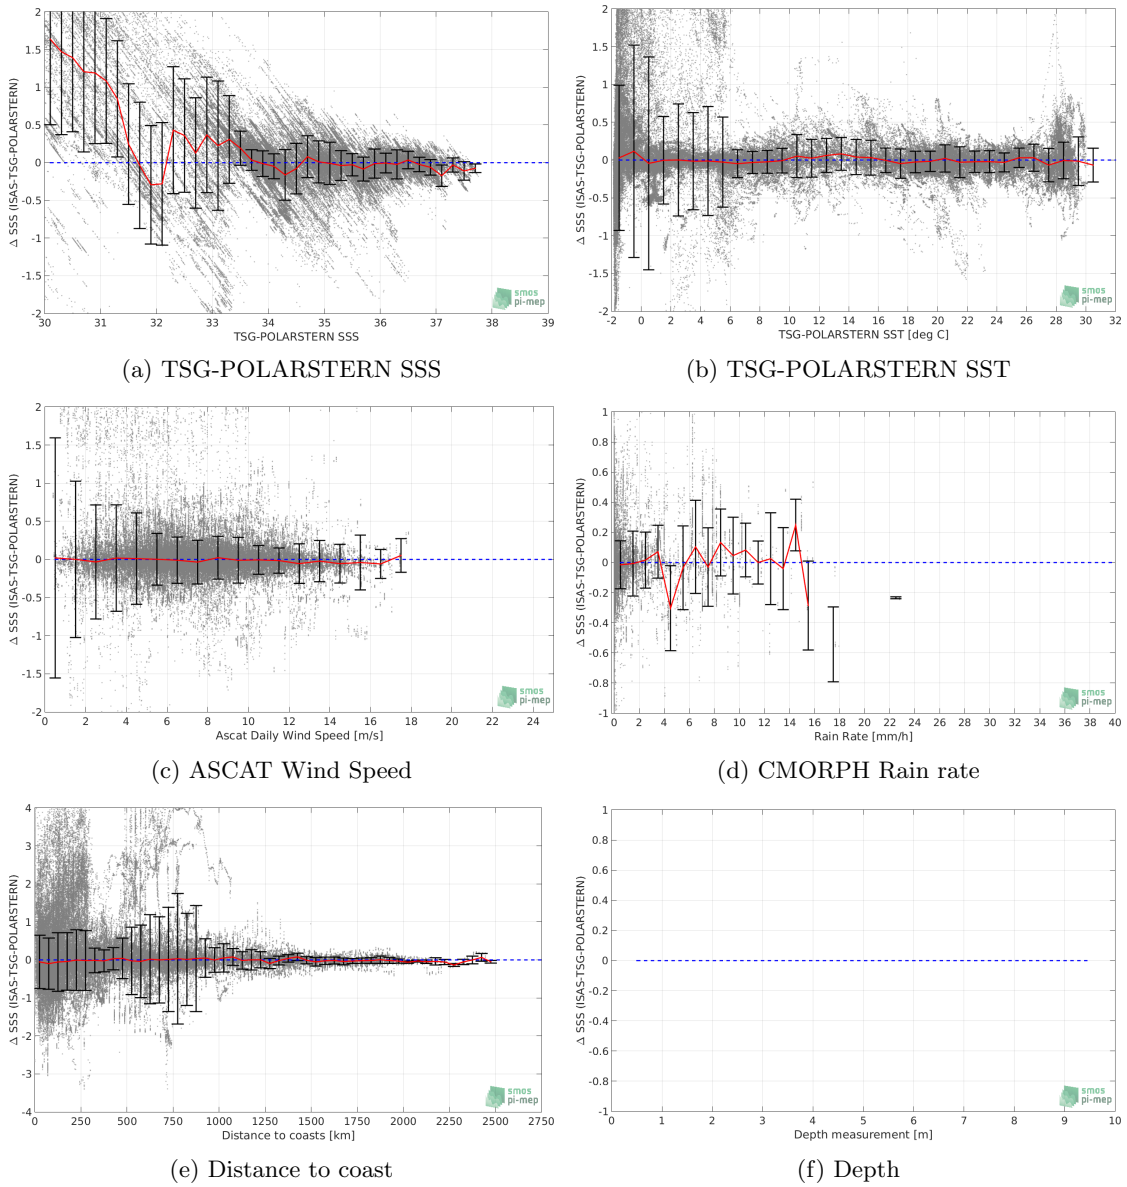 2
1.5
1
0.5
0
-0.5
-1
-1.5
-2
Δ SSS (ISAS-TSG-POLARSTERN)
30 31 32 33 34 35 36 37 38 39
TSG-POLARSTERN SSS
smos
pi-mep
(a) TSG-POLARSTERN SSS
2
1.5
1
0.5
0
-0.5
-1
-1.5
-2
Δ SSS (ISAS-TSG-POLARSTERN)
-2 0 2 4 6 8 10 12 14 16 18 20 22 24 26 28 30 32
TSG-POLARSTERN SST [deg C]
smos
pi-mep
(b) TSG-POLARSTERN SST
2
1.5
1
0.5
0
-0.5
-1
-1.5
-2
Δ SSS (ISAS-TSG-POLARSTERN)
0 2 4 6 8 10 12 14 16 18 20 22 24
Ascat Daily Wind Speed [m/s]
smos
pi-mep
(c) ASCAT Wind Speed
1
0.8
0.6
0.4
0.2
0
-0.2
-0.4
-0.6
-0.8
-1
Δ SSS (ISAS-TSG-POLARSTERN)
0 2 4 6 8 10 12 14 16 18 20 22 24 26 28 30 32 34 36 38 40
Rain Rate [mm/h]
smos
pi-mep
(d) CMORPH Rain rate
4
3
2
1
0
-1
-2
-3
-4
Δ SSS (ISAS-TSG-POLARSTERN)
0 250 500 750 1000 1250 1500 1750 2000 2250 2500 2750
Distance to coasts [km]
smos
pi-mep
(e) Distance to coast
1
0.8
0.6
0.4
0.2
0
-0.2
-0.4
-0.6
-0.8
-1
Δ SSS (ISAS-TSG-POLARSTERN)
0 1 2 3 4 5 6 7 8 9 10
Depth measurement [m]
smos
pi-mep
(f) Depth